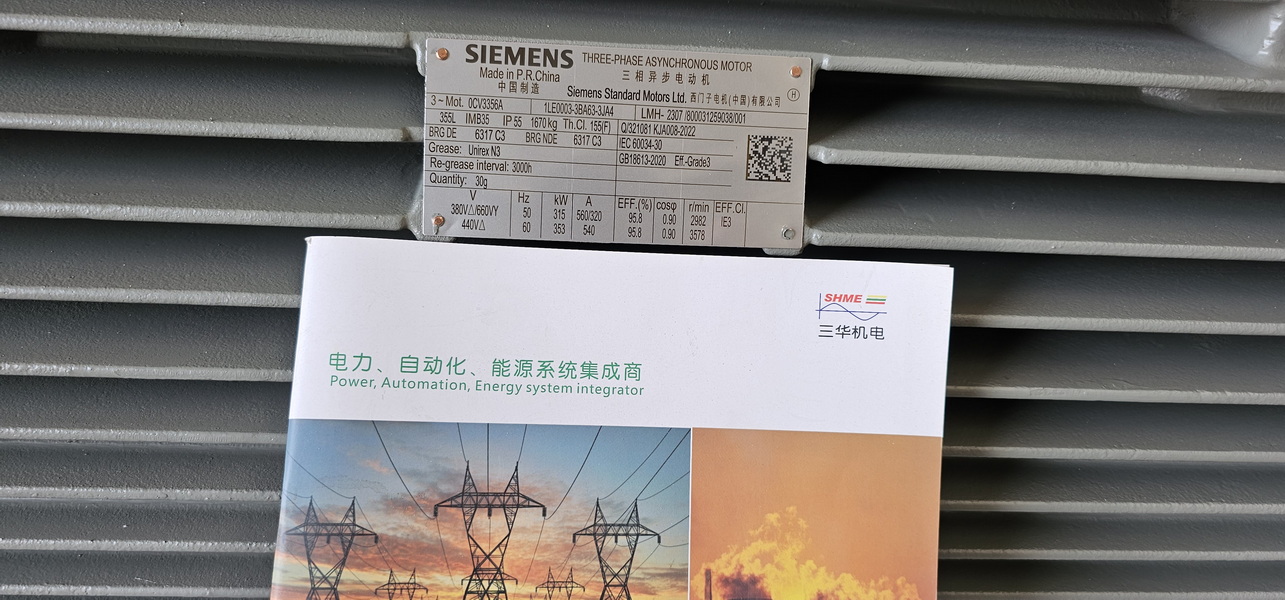 SIEMENS THREE-PHASE ASYNCHRONOUS MOTOR
Made in P.R.China 三相异步电动机
中国制造 Siemens Standard Motors Ltd. 西门子电机(中国)有限公司 H
3~Mot. 0CV3356A 1LE0003-3BA63-3JA4 LMH- 2307 /800031259038/001
355L IMB35 IP 55 1670kg Th.Cl. 155(F) Q/321081 KJA008-2022
BRG DE 6317 C3 BRG NDE 6317 C3 IEC 60034-30
Grease: Unirex N3 GB18613-2020 Eff.-Grade3
Re-grease interval: 3000h
Quantity: 30g
V Hz kW A EFF.(%) cosφ r/min EFF.Cl.
380V△/660VY 50 315 560/320 95.8 0.90 2982 IE3
440V△ 60 353 540 95.8 0.90 3578
SHME
三华机电
电力、自动化、能源系统集成商
Power, Automation, Energy system integrator